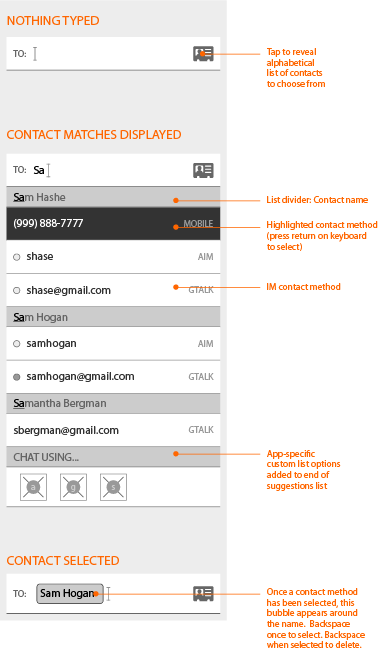 NOTHING TYPED
TO:
Tap to reveal
alphabetical
list of contacts
to choose from
CONTACT MATCHES DISPLAYED
TO: Sa
Sam Hashe
List divider: Contact name
(999) 888-7777 MOBILE
Highlighted contact method
(press return on keyboard
to select)
shase AIM
shase@gmail.com GTALK
IM contact method
Sam Hogan
samhogan AIM
samhogan@gmail.com GTALK
Samantha Bergman
sbergman@gmail.com GTALK
CHAT USING...
App-specific
custom list options
added to end of
suggestions list
a g s
CONTACT SELECTED
TO: Sam Hogan
Once a contact method
has been selected, this
bubble appears around
the name. Backspace
once to select. Backspace
when selected to delete.